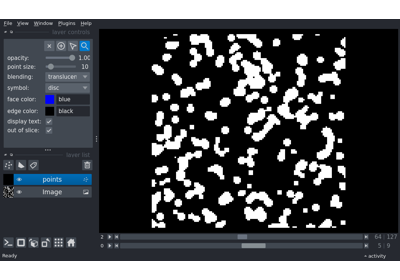 File View Window Plugins Help
layer controls
opacity: 1.00
point size: 10
blending: translucen
symbol: disc
face color: blue
edge color: black
display text:
out of slice:
layer list
points
Image
2 64 127
0 5 9
Ready activity